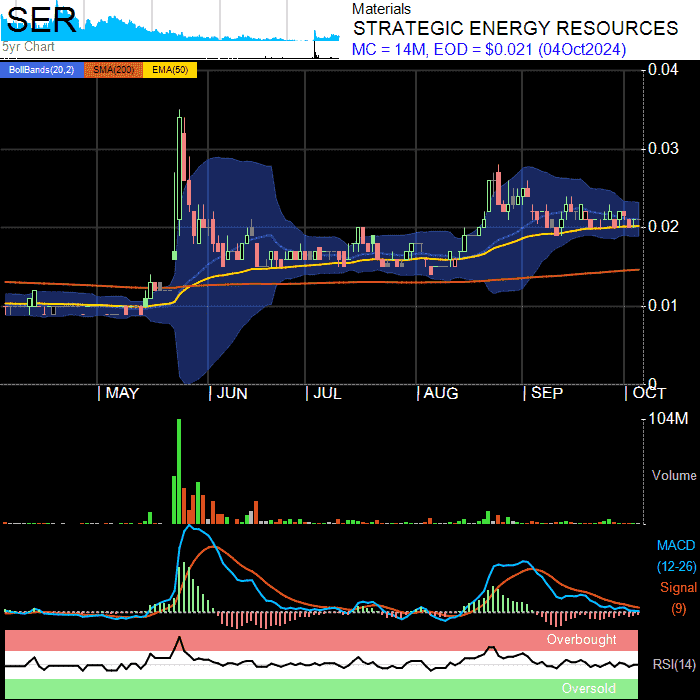 SER
5yr Chart
Materials
STRATEGIC ENERGY RESOURCES
MC = 14M, EOD = $0.021 (04Oct2024)
BollBands(20,2) SMA(200) EMA(50)
0.04
0.03
0.02
0.01
0
MAY JUN JUL AUG SEP OCT
104M
Volume
MACD
(12-26)
Signal
(9)
Overbought
RSI(14)
Oversold